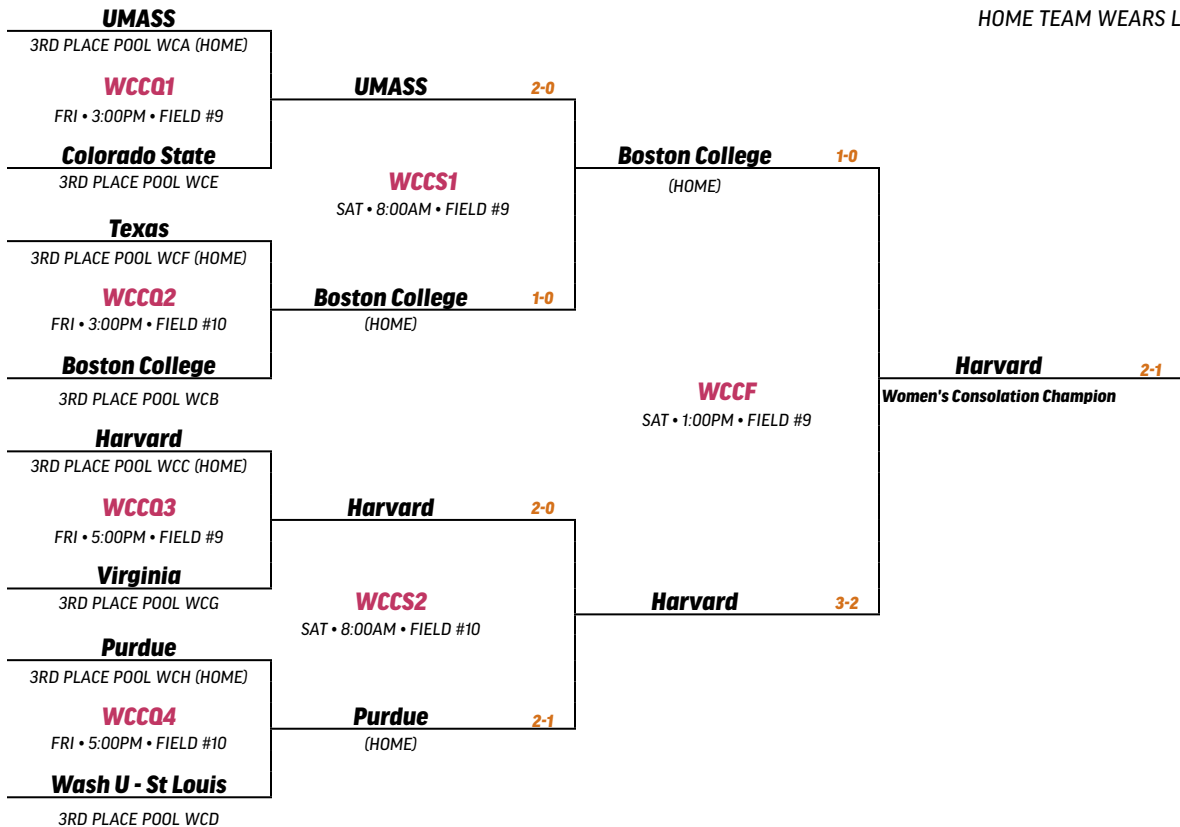 UMASS
3RD PLACE POOL WCA (HOME)
WCCQ1
FRI • 3:00PM • FIELD #9
Colorado State
3RD PLACE POOL WCE
Texas
3RD PLACE POOL WCF (HOME)
WCCQ2
FRI • 3:00PM • FIELD #10
Boston College
3RD PLACE POOL WCB
Harvard
3RD PLACE POOL WCC (HOME)
WCCQ3
FRI • 5:00PM • FIELD #9
Virginia
3RD PLACE POOL WCG
Purdue
3RD PLACE POOL WCH (HOME)
WCCQ4
FRI • 5:00PM • FIELD #10
Wash U - St Louis
3RD PLACE POOL WCD
UMASS 2-0
WCCS1
SAT • 8:00AM • FIELD #9
Boston College 1-0
(HOME)
Harvard 2-0
WCCS2
SAT • 8:00AM • FIELD #10
Purdue 2-1
(HOME)
Boston College 1-0
(HOME)
WCCF
SAT • 1:00PM • FIELD #9
Harvard 3-2
HOME TEAM WEARS L
Harvard 2-1
Women's Consolation Champion